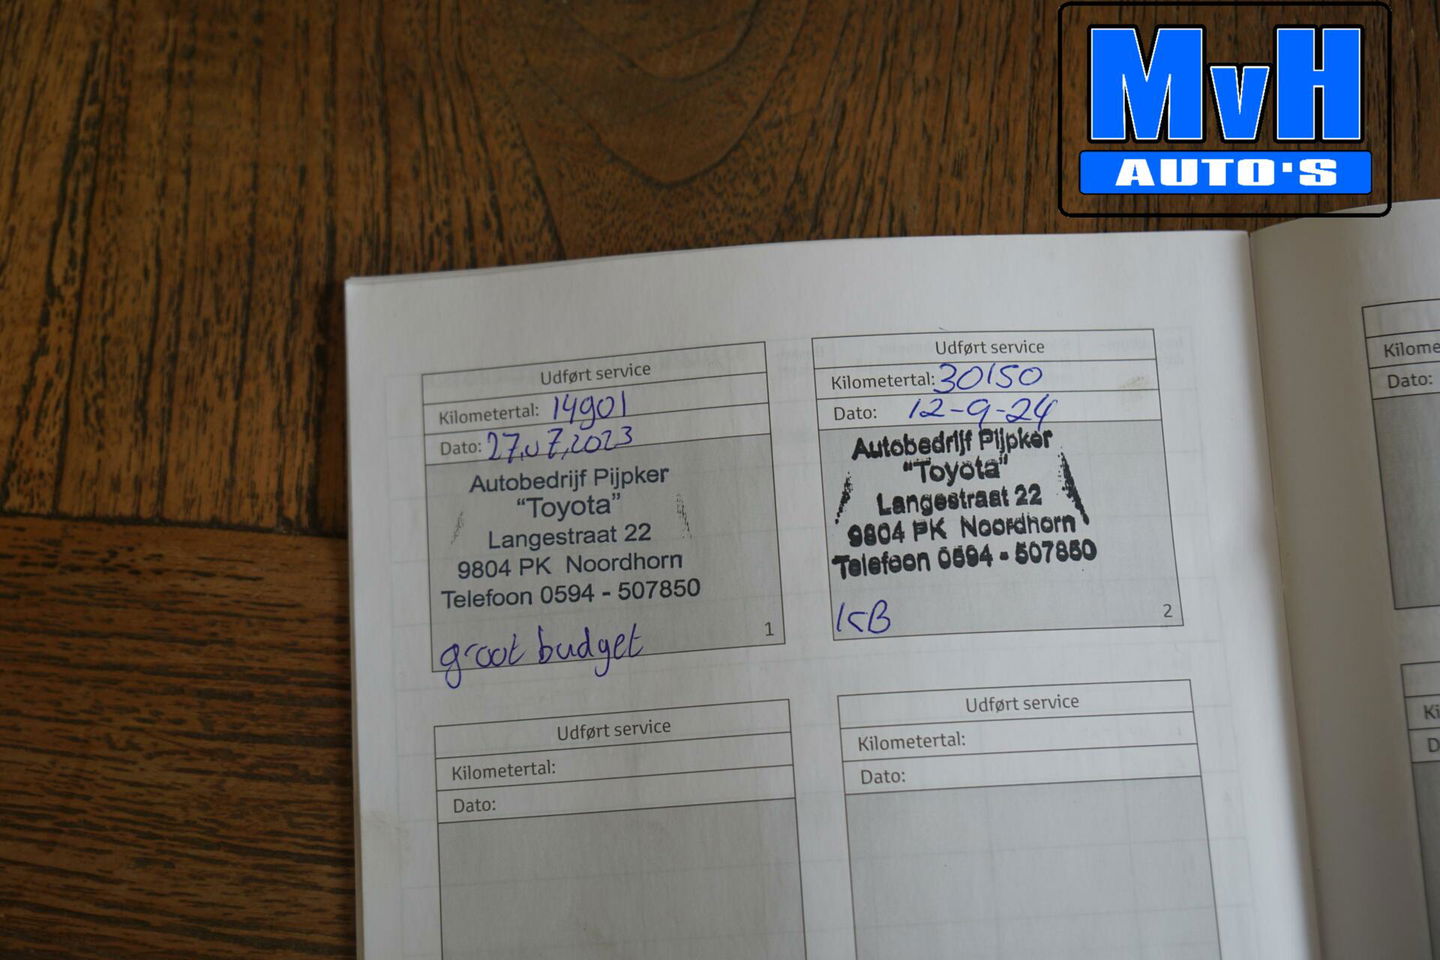 MvH
AUTO'S
Udført service
Kilometertal: 14901
Dato: 27,07,2023
Autobedrijf Pijpker
"Toyota"
Langestraat 22
9804 PK Noordhorn
Telefoon 0594 - 507850
groot budget
1
Udført service
Kilometertal: 30150
Dato: 12-9-24
Autobedrijf Pijpker
"Toyota"
Langestraat 22
9804 PK Noordhorn
Telefoon 0594 - 507850
KB
2
Udført service
Kilometertal:
Dato:
Udført service
Kilometertal:
Dato:
Kilome
Dato:
Ki
D